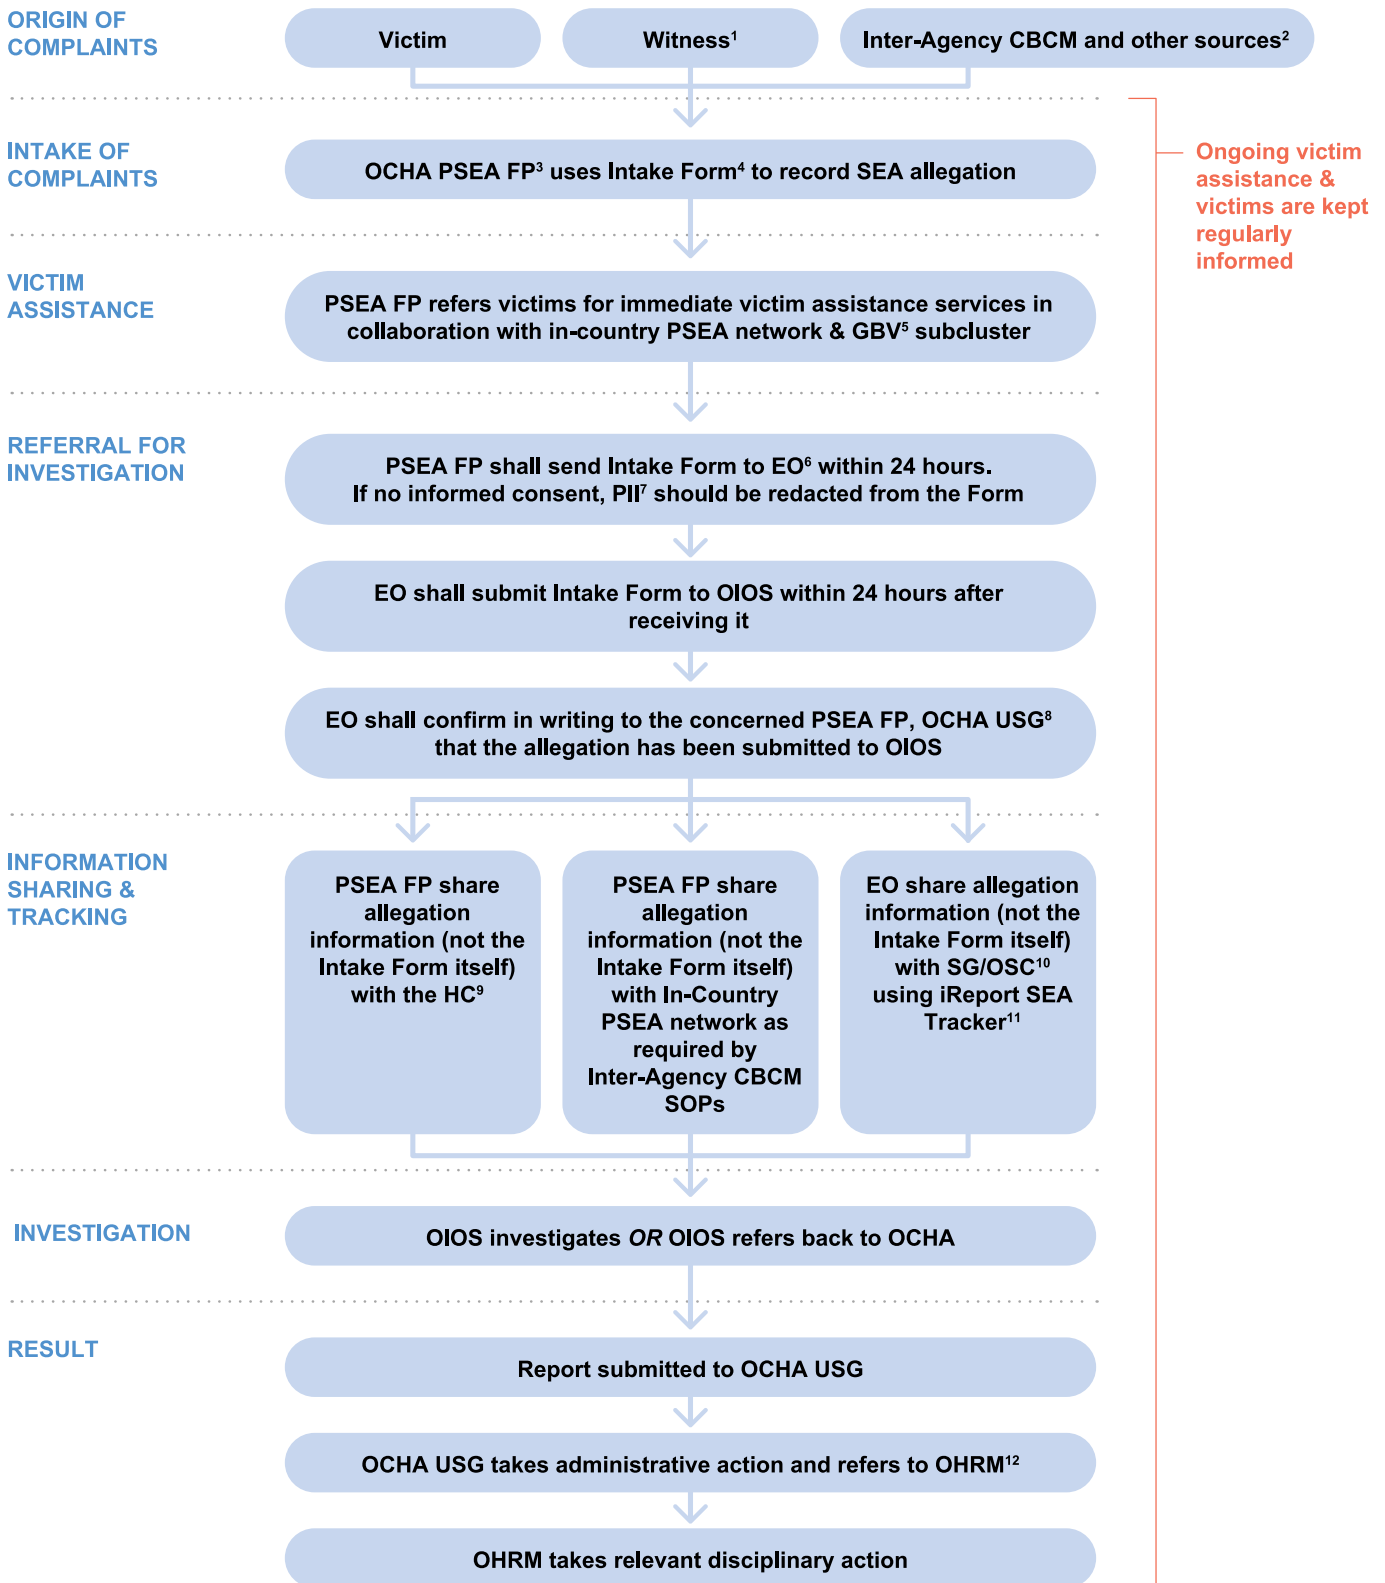 ORIGIN OF
COMPLAINTS
Victim
Witness¹
Inter-Agency CBCM and other sources²
INTAKE OF
COMPLAINTS
OCHA PSEA FP³ uses Intake Form⁴ to record SEA allegation
Ongoing victim
assistance &
victims are kept
regularly
informed
VICTIM
ASSISTANCE
PSEA FP refers victims for immediate victim assistance services in
collaboration with in-country PSEA network & GBV⁵ subcluster
REFERRAL FOR
INVESTIGATION
PSEA FP shall send Intake Form to EO⁶ within 24 hours.
If no informed consent, PII⁷ should be redacted from the Form
EO shall submit Intake Form to OIOS within 24 hours after
receiving it
EO shall confirm in writing to the concerned PSEA FP, OCHA USG⁸
that the allegation has been submitted to OIOS
INFORMATION
SHARING &
TRACKING
PSEA FP share
allegation
information (not the
Intake Form itself)
with the HC⁹
PSEA FP share
allegation
information (not the
Intake Form itself)
with In-Country
PSEA network as
required by
Inter-Agency CBCM
SOPs
EO share allegation
information (not the
Intake Form itself)
with SG/OSC¹⁰
using iReport SEA
Tracker¹¹
INVESTIGATION
OIOS investigates OR OIOS refers back to OCHA
RESULT
Report submitted to OCHA USG
OCHA USG takes administrative action and refers to OHRM¹²
OHRM takes relevant disciplinary action